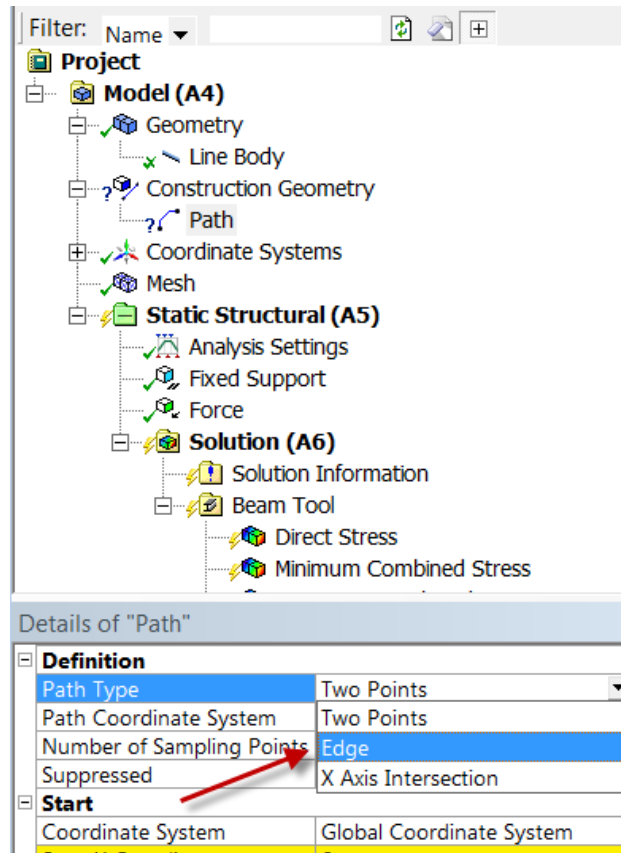 Filter: Name
Project
Model (A4)
Geometry
Line Body
Construction Geometry
Path
Coordinate Systems
Mesh
Static Structural (A5)
Analysis Settings
Fixed Support
Force
Solution (A6)
Solution Information
Beam Tool
Direct Stress
Minimum Combined Stress
Details of "Path"
Definition
Path Type Two Points
Path Coordinate System Two Points
Number of Sampling Points Edge
Suppressed X Axis Intersection
Start
Coordinate System Global Coordinate System